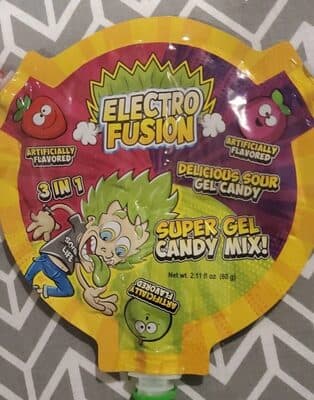 ELECTRO
FUSION
ARTIFICIALLY
FLAVORED
ARTIFICIALLY
FLAVORED
3 IN 1
DELICIOUS SOUR
GEL CANDY
SUPER GEL
CANDY MIX!
Net wt. 2.11 fl oz. (60 g)
ARTIFICIALLY
FLAVORED